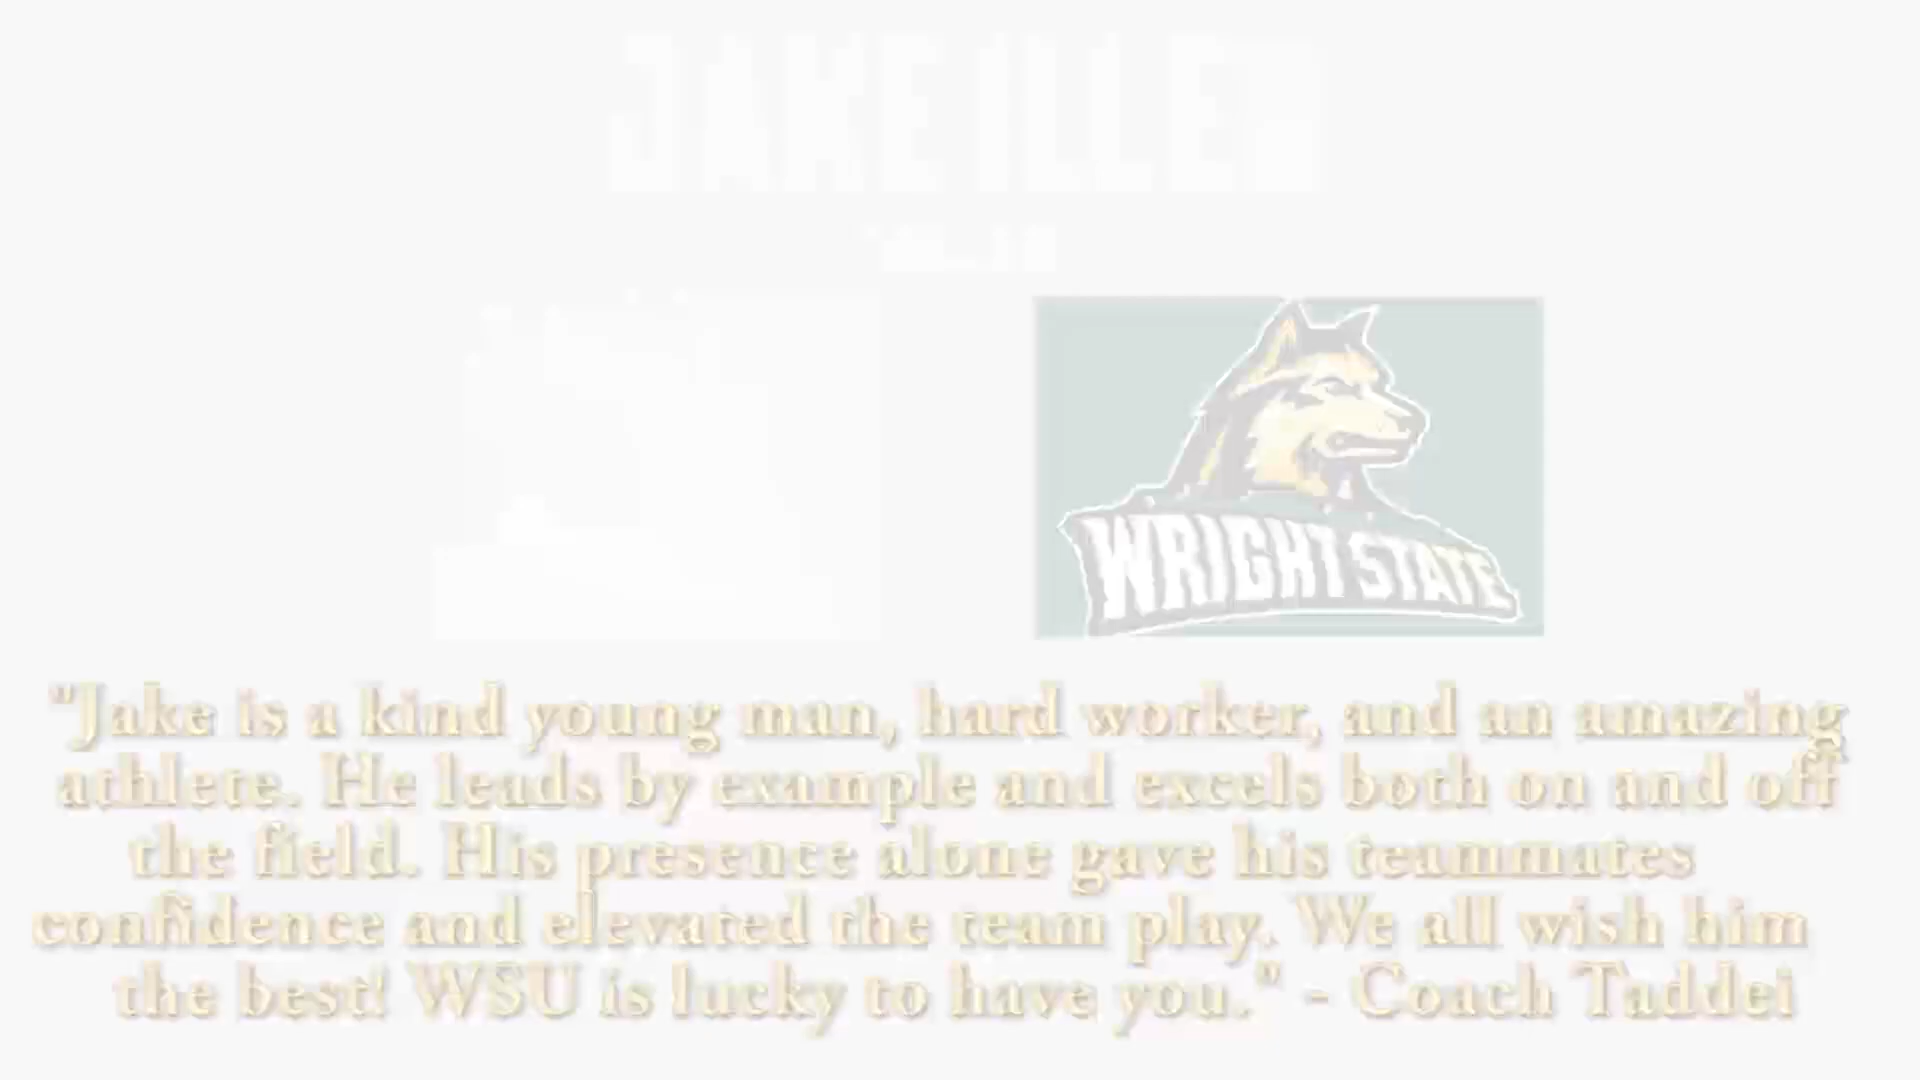 JAKE ILLER
WRIGHT STATE
"Jake is a kind young man, hard worker, and an amazing
athlete. He leads by example and excels both on and off
the field. His presence alone gave his teammates
confidence and elevated the team play. We all wish him
the best! WSU is lucky to have you." - Coach Taddei